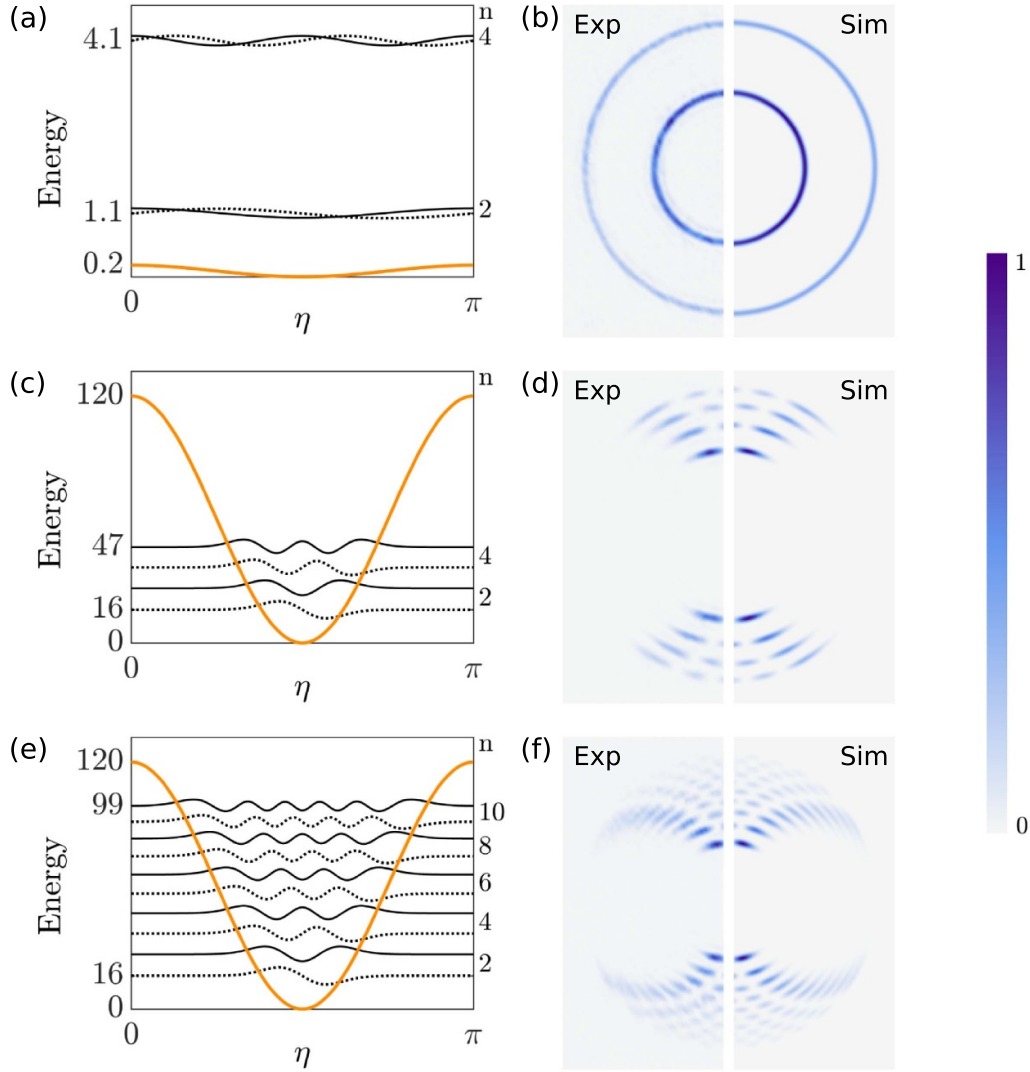 (a)
n
4.1
4
Energy
1.1
2
0.2
0
π
η
(b)
Exp
Sim
(c)
n
120
Energy
47
4
16
2
0
0
π
η
(d)
Exp
Sim
(e)
n
120
99
10
8
Energy
6
4
16
2
0
0
π
η
(f)
Exp
Sim
1
0